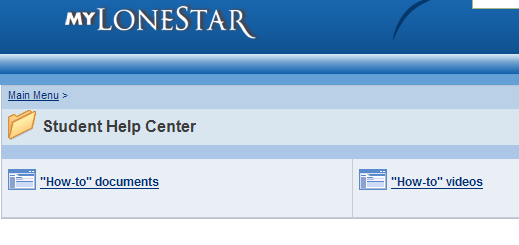 MYLONESTAR
Main Menu >
Student Help Center
"How-to" documents
"How-to" videos